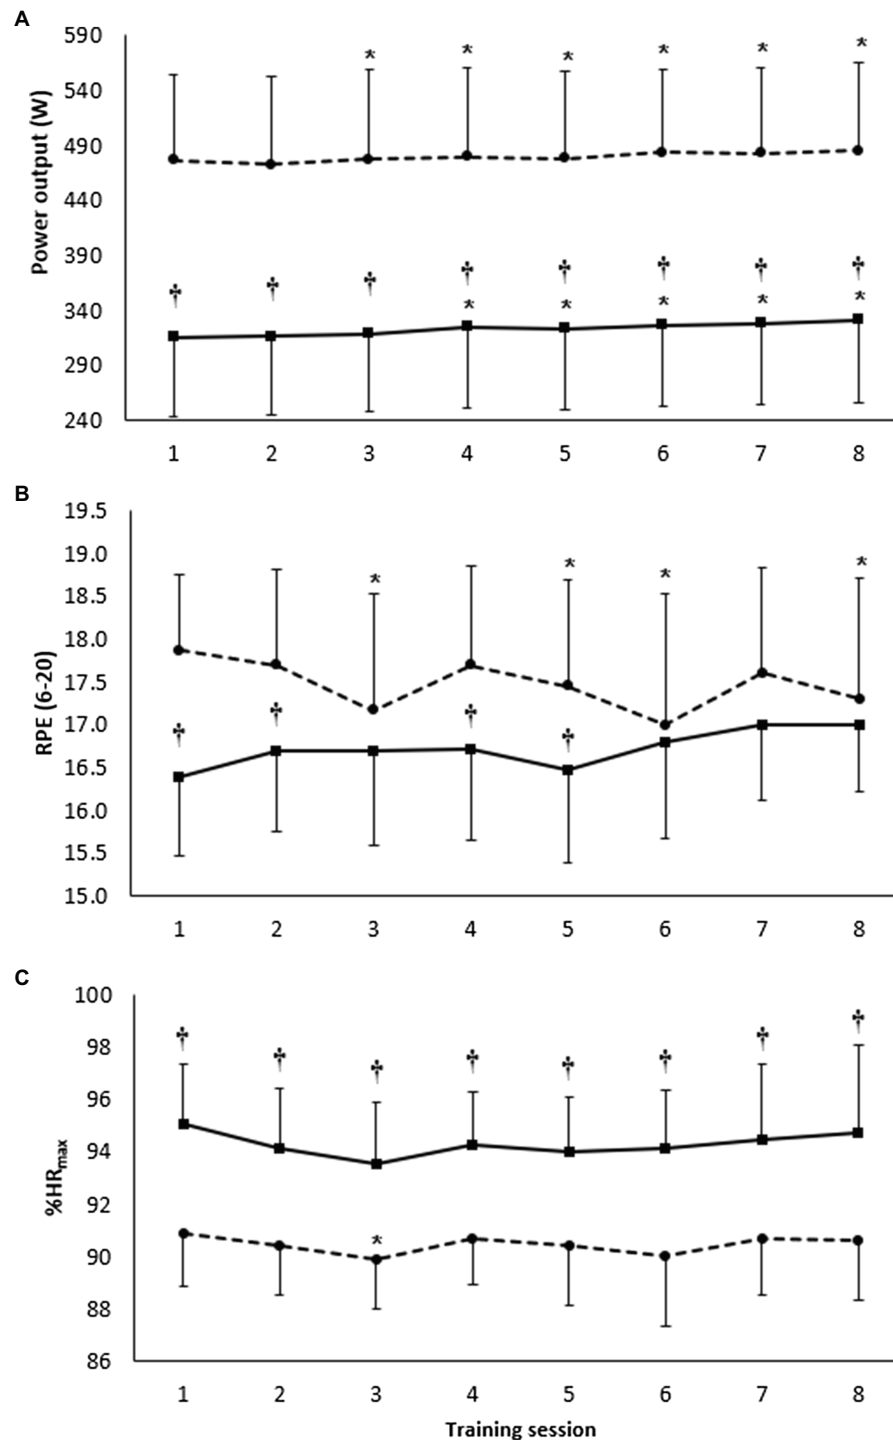 A
Power output (W)
590
* * * * * *
540
490
440
390
† † † † † † † †
340
* * * * *
290
240
1 2 3 4 5 6 7 8
B
RPE (6-20)
19.5
19.0
* * * *
18.5
18.0
17.5
† † † †
17.0
16.5
16.0
15.5
15.0
1 2 3 4 5 6 7 8
C
%HRmax
100
† † † † † † † †
98
96
94
92
*
90
88
86
1 2 3 4 5 6 7 8
Training session